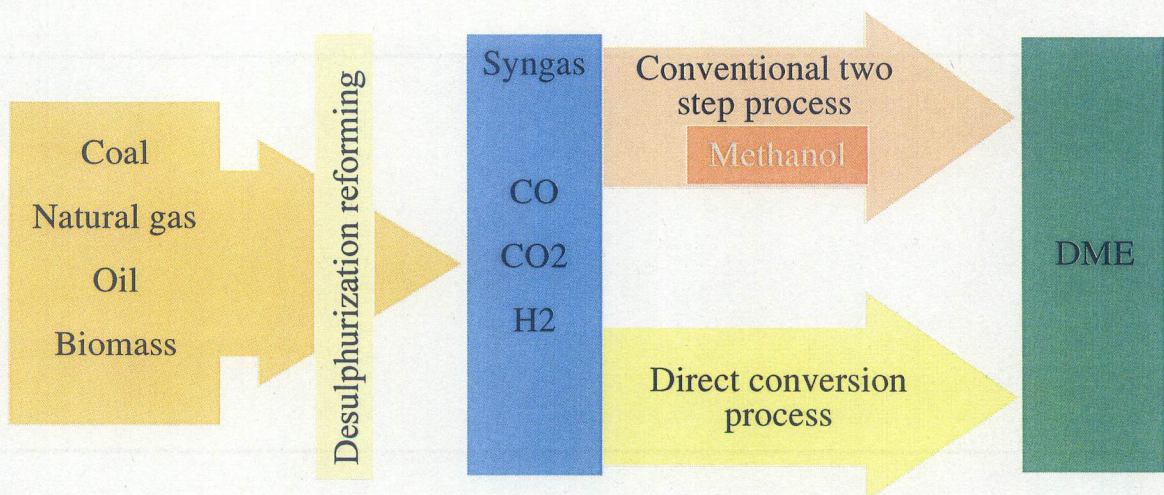 Coal
Natural gas
Oil
Biomass
Desulphurization reforming
Syngas
CO
CO2
H2
Conventional two
step process
Methanol
Direct conversion
process
DME